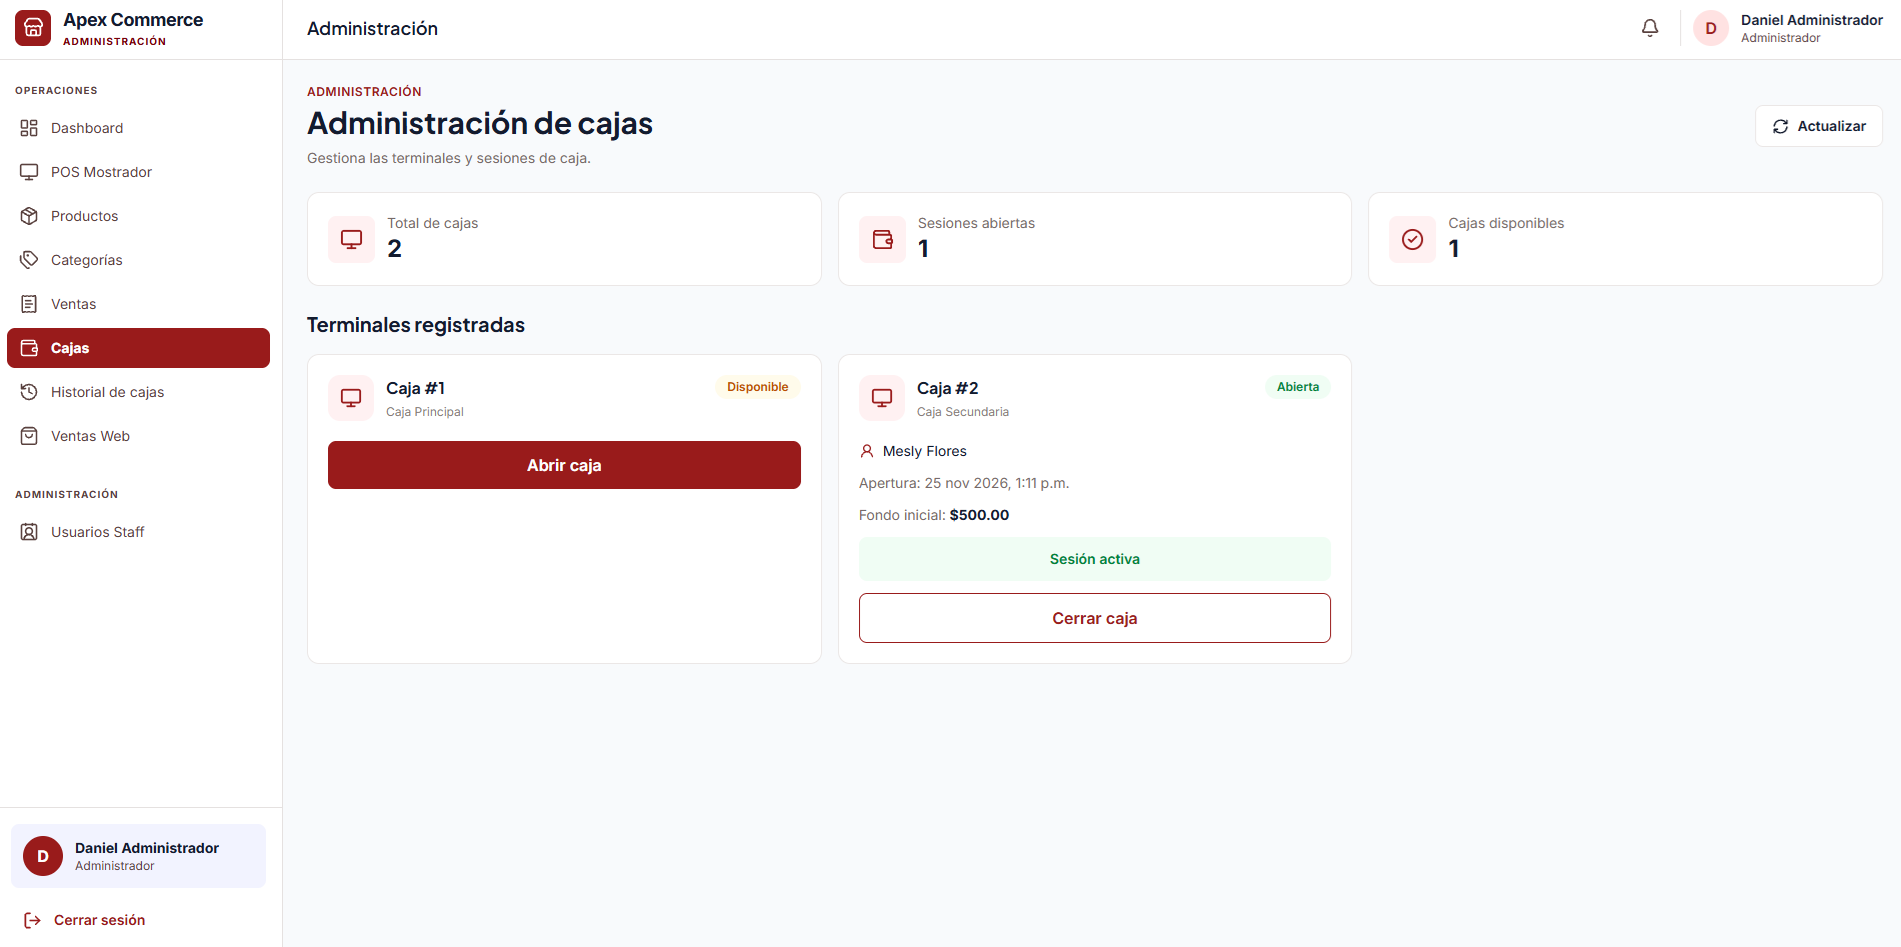 Apex Commerce
ADMINISTRACIÓN
OPERACIONES
Dashboard
POS Mostrador
Productos
Categorías
Ventas
Cajas
Historial de cajas
Ventas Web
ADMINISTRACIÓN
Usuarios Staff
D
Daniel Administrador
Administrador
Cerrar sesión
Administración
D
Daniel Administrador
Administrador
ADMINISTRACIÓN
Administración de cajas
Gestiona las terminales y sesiones de caja.
Actualizar
Total de cajas
2
Sesiones abiertas
1
Cajas disponibles
1
Terminales registradas
Caja #1
Caja Principal
Disponible
Abrir caja
Caja #2
Caja Secundaria
Abierta
Mesly Flores
Apertura: 25 nov 2026, 1:11 p.m.
Fondo inicial: $500.00
Sesión activa
Cerrar caja